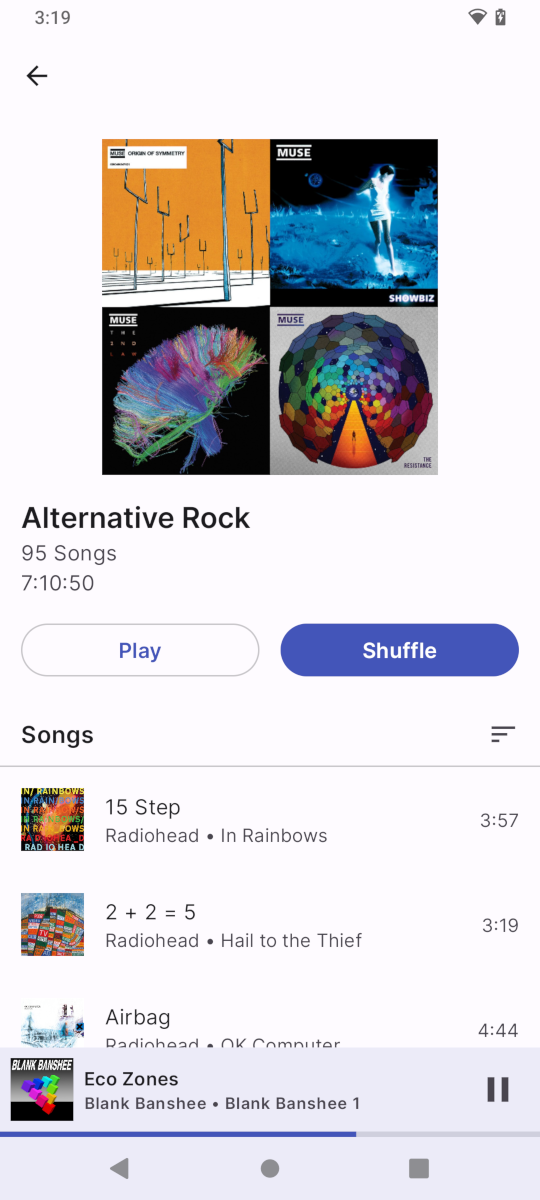 3:19
MUSE ORIGIN OF SYMMETRY
MUSE
SHOWBIZ
MUSE
THE
2ND
LAW
MUSE
THE
RESISTANCE
Alternative Rock
95 Songs
7:10:50
Play
Shuffle
Songs
15 Step
3:57
Radiohead • In Rainbows
2 + 2 = 5
3:19
Radiohead • Hail to the Thief
Airbag
4:44
Radiohead • OK Computer
BLANK BANSHEE
Eco Zones
Blank Banshee • Blank Banshee 1